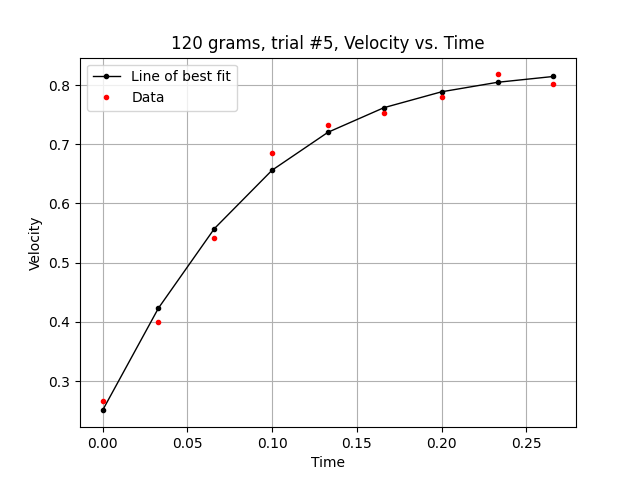 120 grams, trial #5, Velocity vs. Time
Line of best fit
Data
0.8
0.7
0.6
0.5
0.4
0.3
Velocity
0.00 0.05 0.10 0.15 0.20 0.25
Time